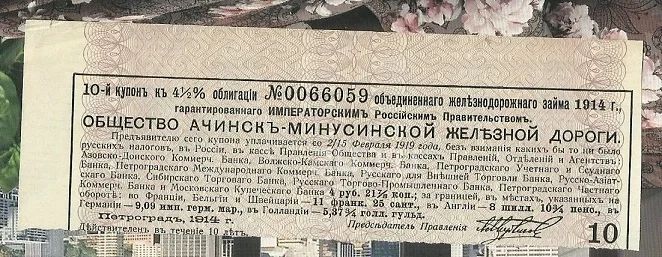 10-й купонъ къ 4½% облигаціи №0066059 объединеннаго желѣзнодорожнаго займа 1914 г.,
гарантированнаго ИМПЕРАТОРСКИМЪ Россійскимъ Правительствомъ.
ОБЩЕСТВО АЧИНСКЪ-МИНУСИНСКОЙ ЖЕЛѢЗНОЙ ДОРОГИ.
Предъявителю сего купона уплачивается со 2/15 Февраля 1919 года, безъ взиманія какихъ бы то ни было
русскихъ налоговъ, въ Россіи, въ кассѣ Правленія Общества и въ кассахъ Правленій, Отдѣленій и Агентствъ:
Азовско-Донского Коммерч. Банка, Волжско-Камскаго Коммерч. Банка, Петроградскаго Учетнаго и Ссуднаго
Банка, Петроградскаго Международнаго Коммерч. Банка, Русскаго для Внѣшней Торговли Банка, Русско-Азіат-
скаго Банка, Сибирскаго Торговаго Банка, Русскаго Торгово-Промышленнаго Банка, Петроградскаго Частнаго
Коммерч. Банка и Московскаго Купеческаго Банка 4 руб. 21⅞ коп.; за границей, въ мѣстахъ, указанныхъ на
оборотѣ: во Франціи, Бельгіи и Швейцаріи — 11 франк. 25 сант., въ Англіи — 8 шилл. 10¾ пенс., въ
Германіи — 9,09 имп. герм. мар., въ Голландіи — 5,37¾ голл. гульд.
Петроградъ, 1914 г.
Дѣйствителенъ въ теченіе 10 лѣтъ.
Предсѣдатель Правленія
10